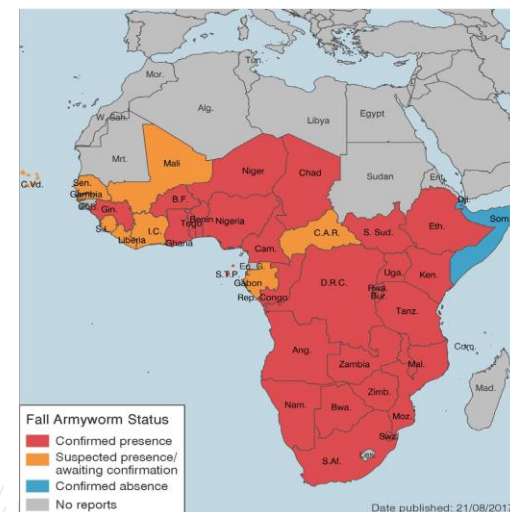 Tun.
Mor.
Alg.
Libya
Egypt
W. Sah.
Mrt.
Mali
Niger
Chad
Sudan
Ert.
C.Vd.
Sen.
Gambia
Gin.
B.F.
Benin
Togo
Nigeria
Dji.
Som.
S.L.
Liberia
I.C.
Ghana
Cam.
C.A.R.
S. Sud.
Eth.
Eq. G.
S.T.P.
Gabon
Rep. Congo
D.R.C.
Uga.
Ken.
Rwa.
Bur.
Tanz.
Com.
Ang.
Zambia
Mal.
Nam.
Bwa.
Zimb.
Moz.
Mad.
Swz.
Les.
S.Af.
Fall Armyworm Status
Confirmed presence
Suspected presence/
awaiting confirmation
Confirmed absence
No reports
Date published: 21/08/2017